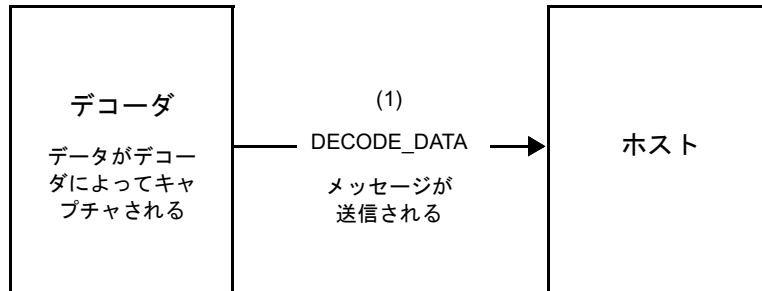 デコーダ
データがデコー
ダによってキャ
プチャされる
(1)
DECODE_DATA
メッセージが
送信される
ホスト